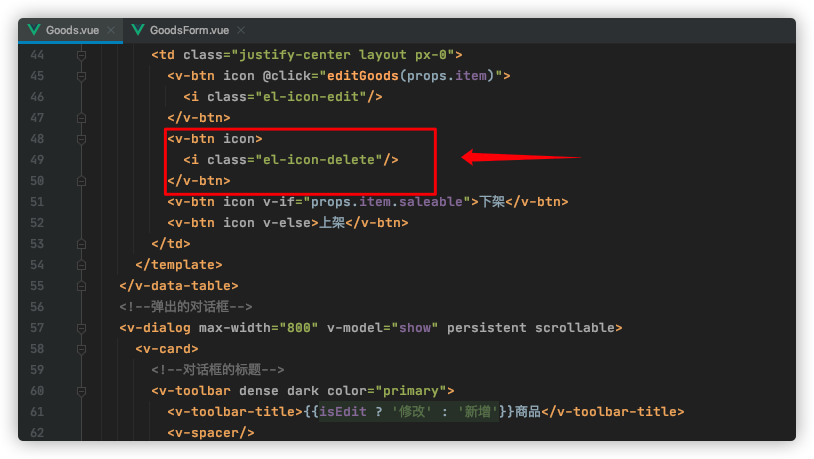 Goods.vue × GoodsForm.vue ×
44 <td class="justify-center layout px-0">
45 <v-btn icon @click="editGoods(props.item)">
46 <i class="el-icon-edit"/>
47 </v-btn>
48 <v-btn icon>
49 <i class="el-icon-delete"/>
50 </v-btn>
51 <v-btn icon v-if="props.item.saleable">下架</v-btn>
52 <v-btn icon v-else>上架</v-btn>
53 </td>
54 </template>
55 </v-data-table>
56 <!--弹出的对话框-->
57 <v-dialog max-width="800" v-model="show" persistent scrollable>
58 <v-card>
59 <!--对话框的标题-->
60 <v-toolbar dense dark color="primary">
61 <v-toolbar-title>{{isEdit ? '修改' : '新增'}}商品</v-toolbar-title>
62 <v-spacer/>